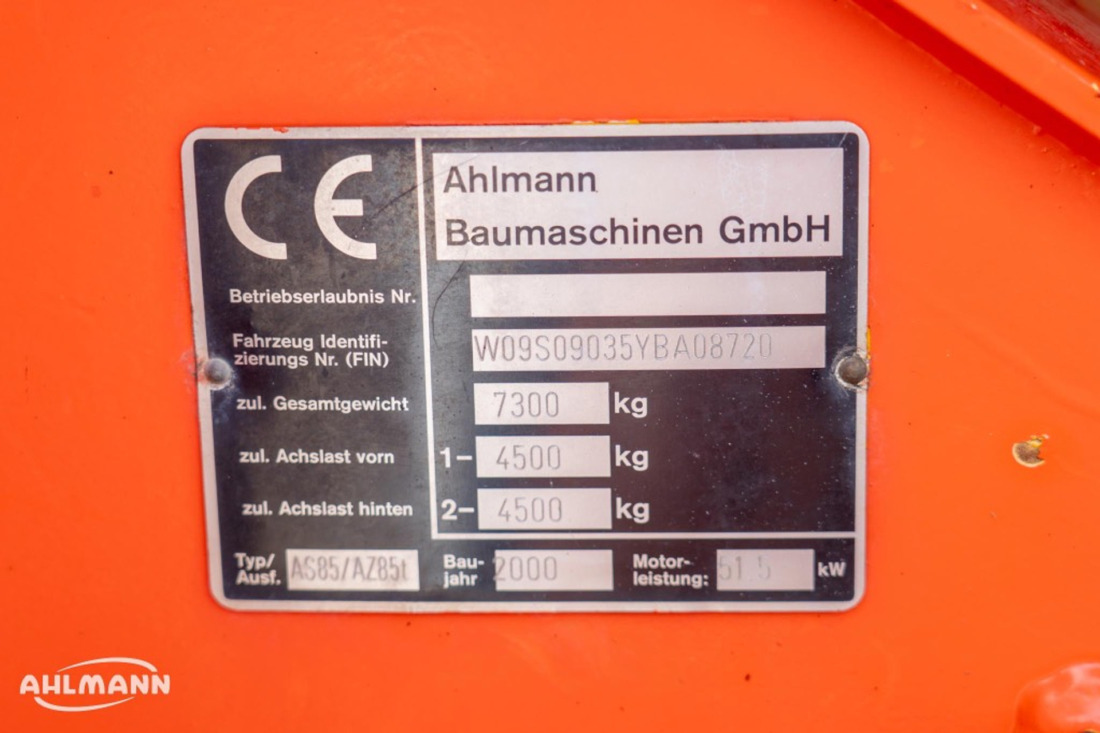 CE
Ahlmann
Baumaschinen GmbH
Betriebserlaubnis Nr.
Fahrzeug Identifi-
zierungs Nr. (FIN)
W09S09035YBA08720
zul. Gesamtgewicht 7300 kg
zul. Achslast vorn 1- 4500 kg
zul. Achslast hinten 2- 4500 kg
Typ/
Ausf. AS85/AZ85t
Bau-
jahr 2000
Motor-
leistung: 51.5 kW
AHLMANN